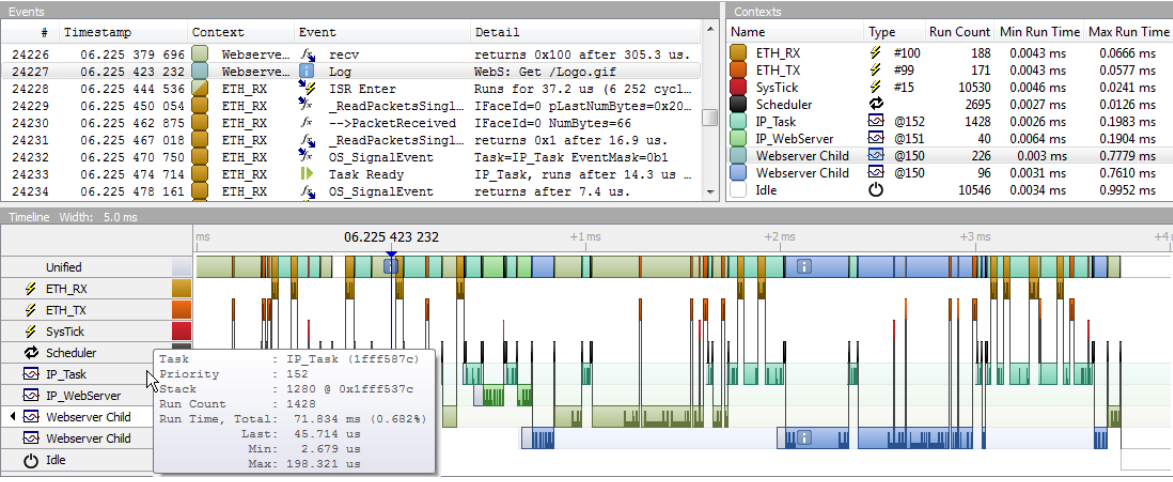 Events
# Timestamp Context Event Detail
24226 06.225 379 696 Webserve... fx recv returns 0x100 after 305.3 us.
24227 06.225 423 232 Webserve... i Log WebS: Get /Logo.gif
24228 06.225 444 536 ETH_RX ISR Enter Runs for 37.2 us (6 252 cycl…
24229 06.225 450 054 ETH_RX fx _ReadPacketsSingl... IFaceId=0 pLastNumBytes=0x20...
24230 06.225 462 875 ETH_RX fx -->PacketReceived IFaceId=0 NumBytes=66
24231 06.225 467 018 ETH_RX fx _ReadPacketsSingl... returns 0x1 after 16.9 us.
24232 06.225 470 750 ETH_RX fx OS_SignalEvent Task=IP_Task EventMask=0b1
24233 06.225 474 714 ETH_RX Task Ready IP_Task, runs after 14.3 us ...
24234 06.225 478 161 ETH_RX fx OS_SignalEvent returns after 7.4 us.
Contexts
Name Type Run Count Min Run Time Max Run Time
ETH_RX #100 188 0.0043 ms 0.0666 ms
ETH_TX #99 171 0.0043 ms 0.0577 ms
SysTick #15 10530 0.0046 ms 0.0241 ms
Scheduler 2695 0.0027 ms 0.0126 ms
IP_Task @152 1428 0.0026 ms 0.1983 ms
IP_WebServer @151 40 0.0064 ms 0.1904 ms
Webserver Child @150 226 0.003 ms 0.7779 ms
Webserver Child @150 96 0.0031 ms 0.7610 ms
Idle 10546 0.0034 ms 0.9952 ms
Timeline Width: 5.0 ms
ms 06.225 423 232 +1ms +2ms +3ms +4
Unified i i
ETH_RX
ETH_TX
SysTick
Scheduler
IP_Task
IP_WebServer
Webserver Child
Webserver Child i
Idle
Task : IP_Task (1fff587c)
Priority : 152
Stack : 1280 @ 0x1fff537c
Run Count : 1428
Run Time, Total: 71.834 ms (0.682%)
Last: 45.714 us
Min: 2.679 us
Max: 198.321 us